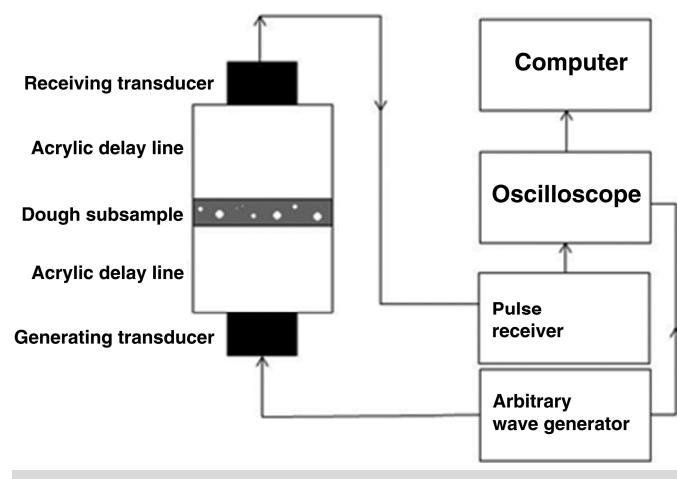 Receiving transducer
Acrylic delay line
Dough subsample
Acrylic delay line
Generating transducer
Computer
Oscilloscope
Pulse
receiver
Arbitrary
wave generator